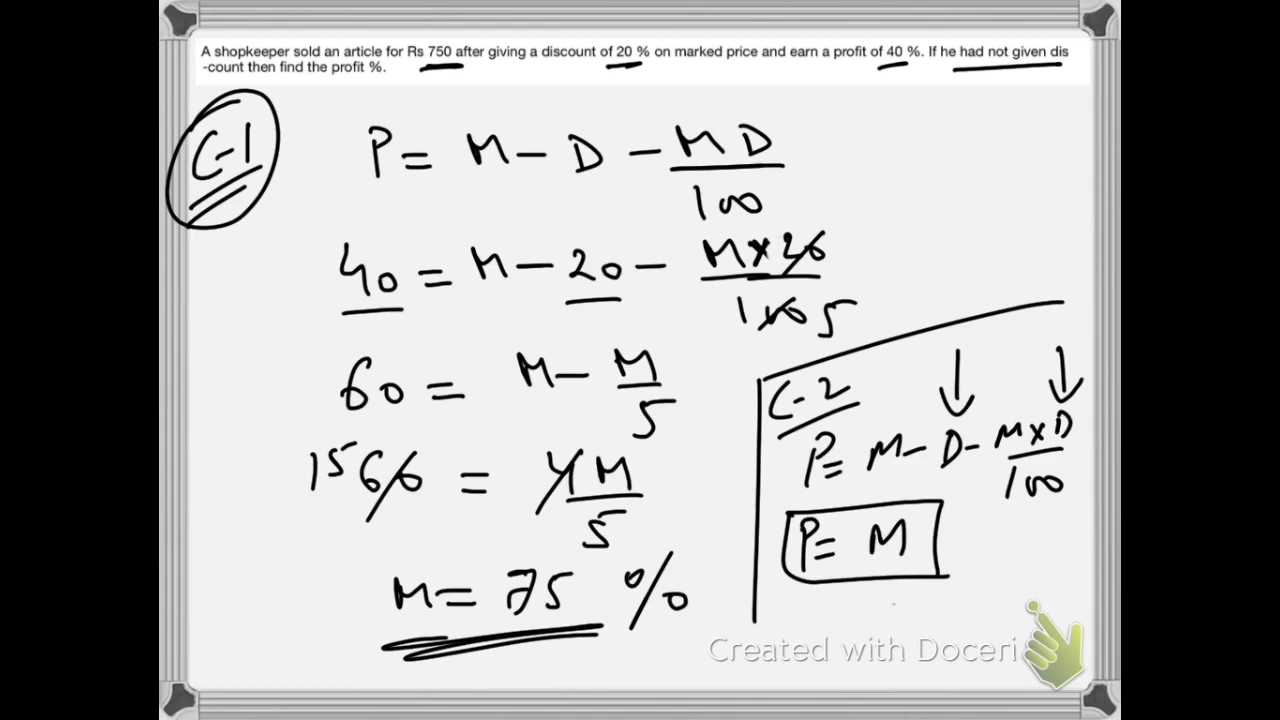 A shopkeeper sold an article for Rs 750 after giving a discount of 20 % on marked price and earn a profit of 40 %. If he had not given dis
-count then find the profit %.
C-1
P = M - D - MD/100
40 = M - 20 - M×20/100 5
60 = M - M/5
15 60 = 4M/5
M = 75 %
C-2
P = M - D - M×D/100
P = M
Created with Doceri